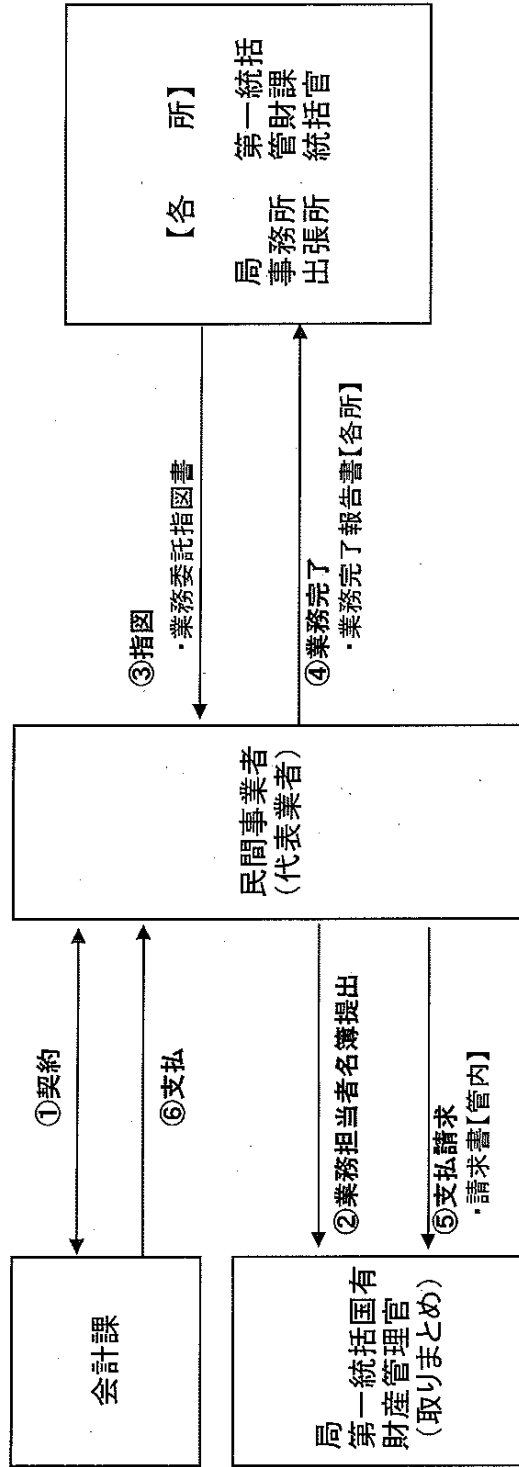 会計課
①契約
⑥支払
局
第一統括国有
財産管理官
(取りまとめ)
②業務担当者名簿提出
⑤支払請求
・請求書【管内】
民間事業者
(代表業者)
③指図
・業務委託指図書
④業務完了
・業務完了報告書【各所】
【各 所】
局 第一統括
事務所 管財課
出張所 統括官